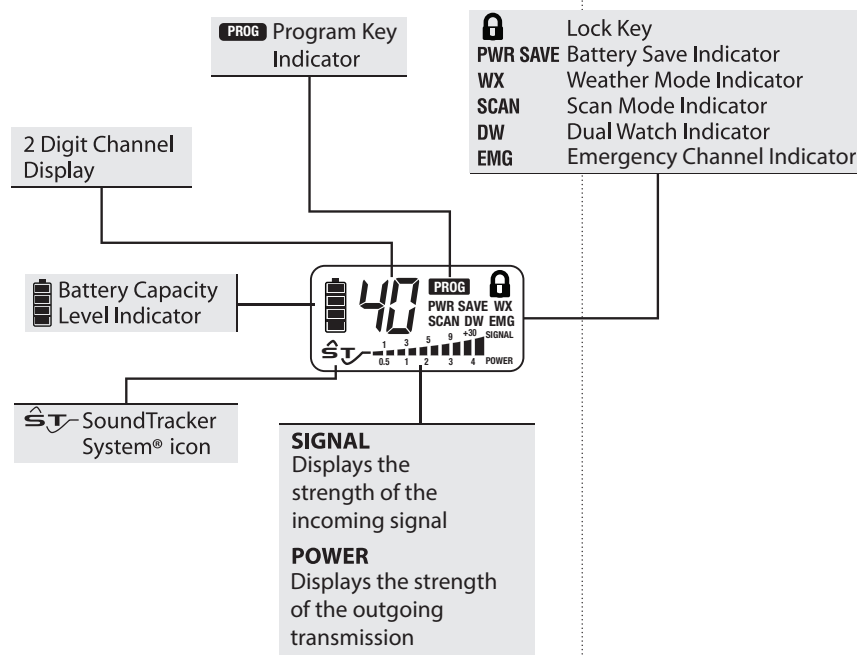 PROG Program Key
Indicator
Lock Key
PWR SAVE Battery Save Indicator
WX Weather Mode Indicator
SCAN Scan Mode Indicator
DW Dual Watch Indicator
EMG Emergency Channel Indicator
2 Digit Channel
Display
Battery Capacity
Level Indicator
40
PROG
PWR SAVE WX
SCAN DW EMG
1 3 5 9 +30 SIGNAL
ST
0.5 1 2 3 4 POWER
ST SoundTracker
System® icon
SIGNAL
Displays the
strength of the
incoming signal
POWER
Displays the strength
of the outgoing
transmission